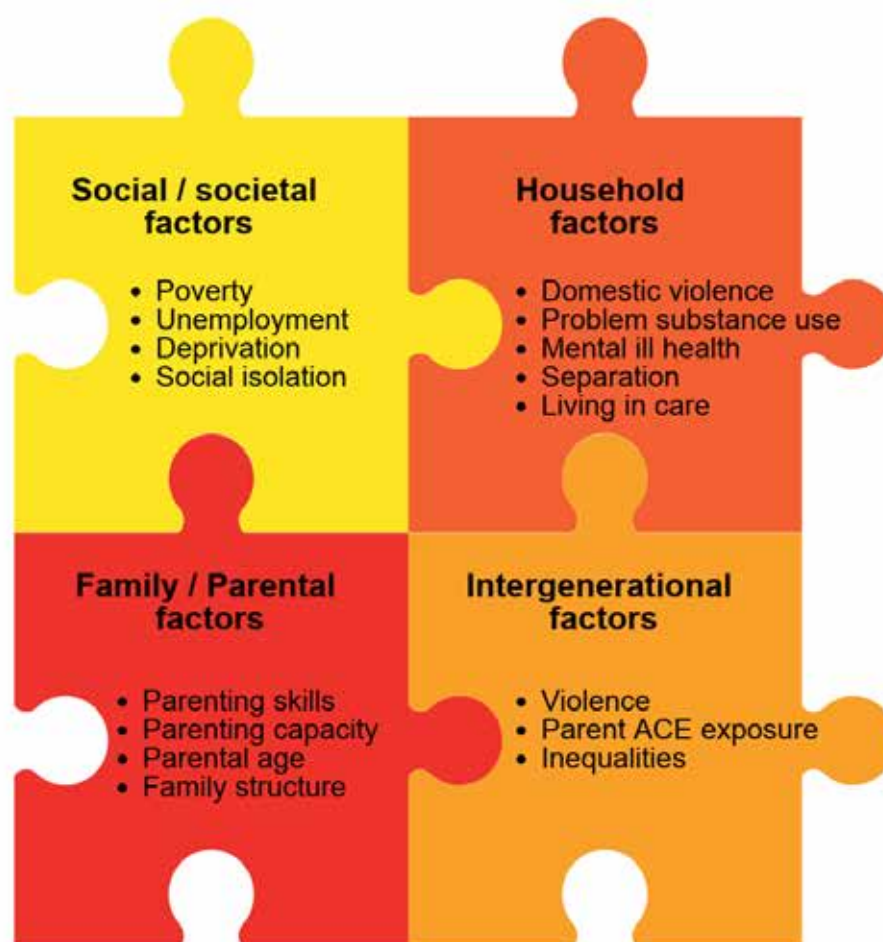 Social / societal
factors
• Poverty
• Unemployment
• Deprivation
• Social isolation
Household
factors
• Domestic violence
• Problem substance use
• Mental ill health
• Separation
• Living in care
Family / Parental
factors
• Parenting skills
• Parenting capacity
• Parental age
• Family structure
Intergenerational
factors
• Violence
• Parent ACE exposure
• Inequalities